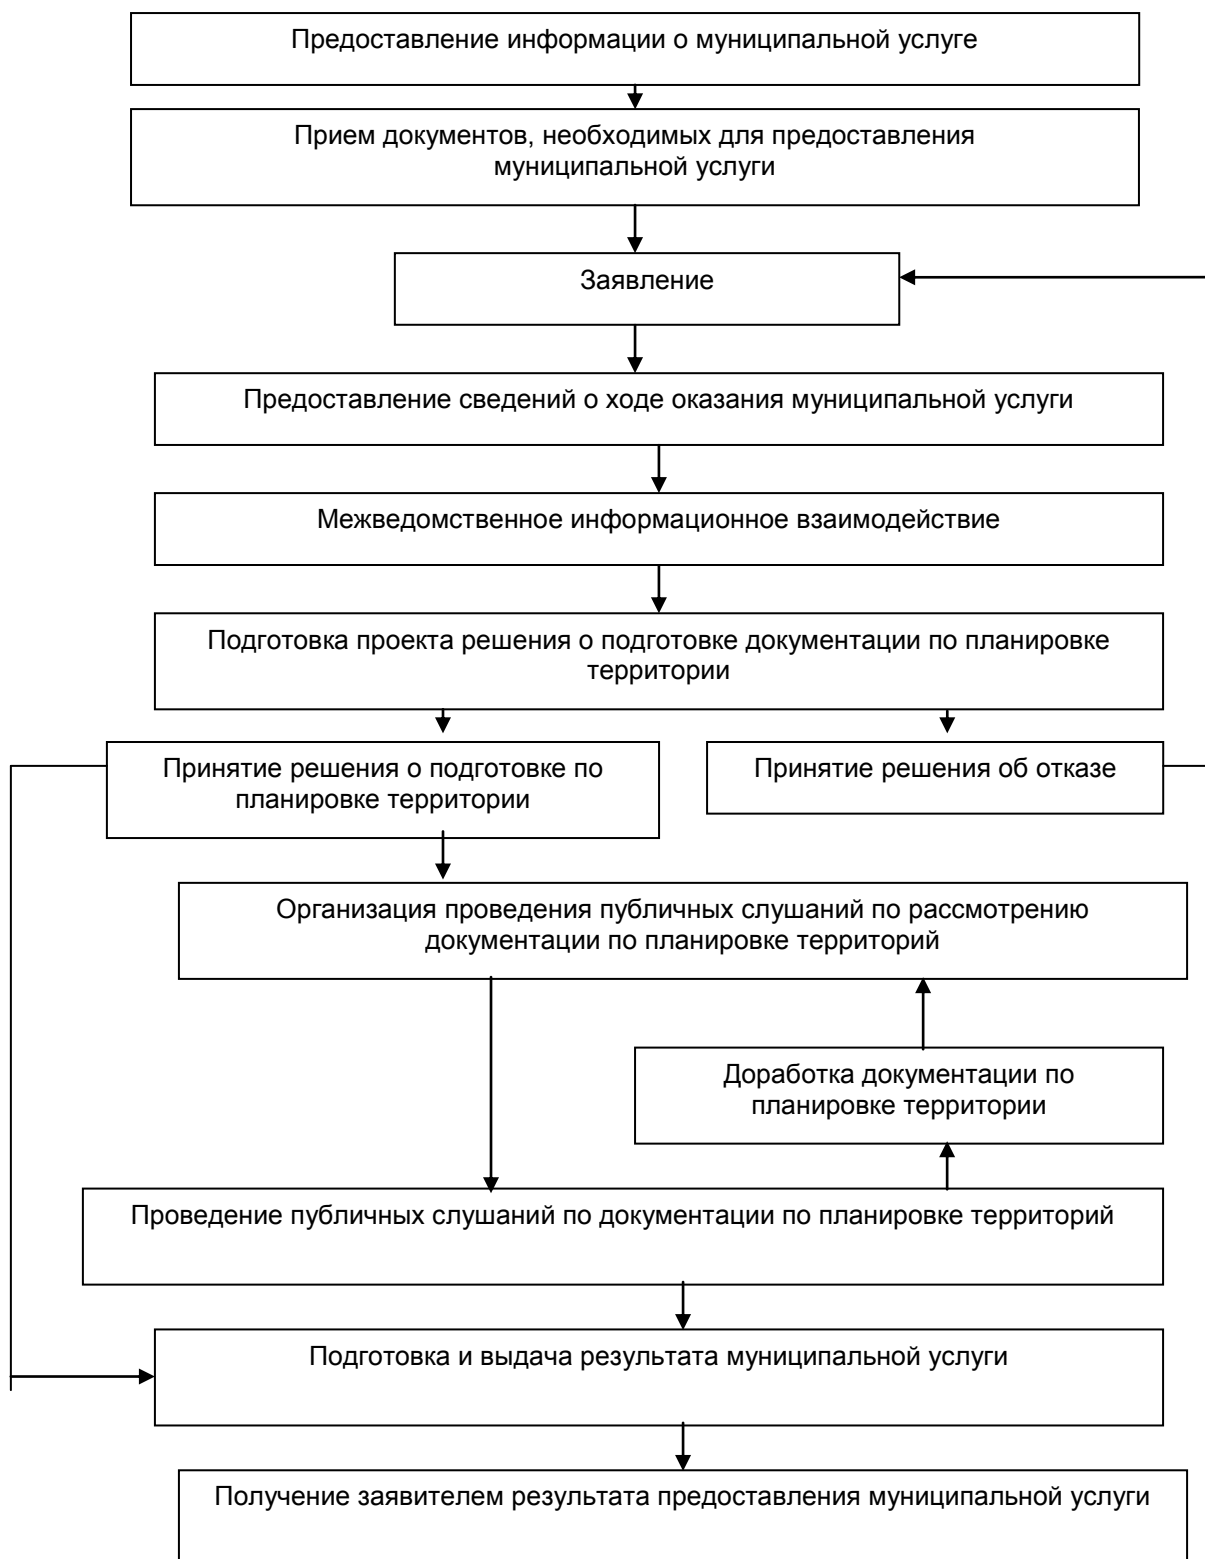 Предоставление информации о муниципальной услуге
Прием документов, необходимых для предоставления
муниципальной услуги
Заявление
Предоставление сведений о ходе оказания муниципальной услуги
Межведомственное информационное взаимодействие
Подготовка проекта решения о подготовке документации по планировке
территории
Принятие решения о подготовке по
планировке территории
Принятие решения об отказе
Организация проведения публичных слушаний по рассмотрению
документации по планировке территорий
Доработка документации по
планировке территории
Проведение публичных слушаний по документации по планировке территорий
Подготовка и выдача результата муниципальной услуги
Получение заявителем результата предоставления муниципальной услуги